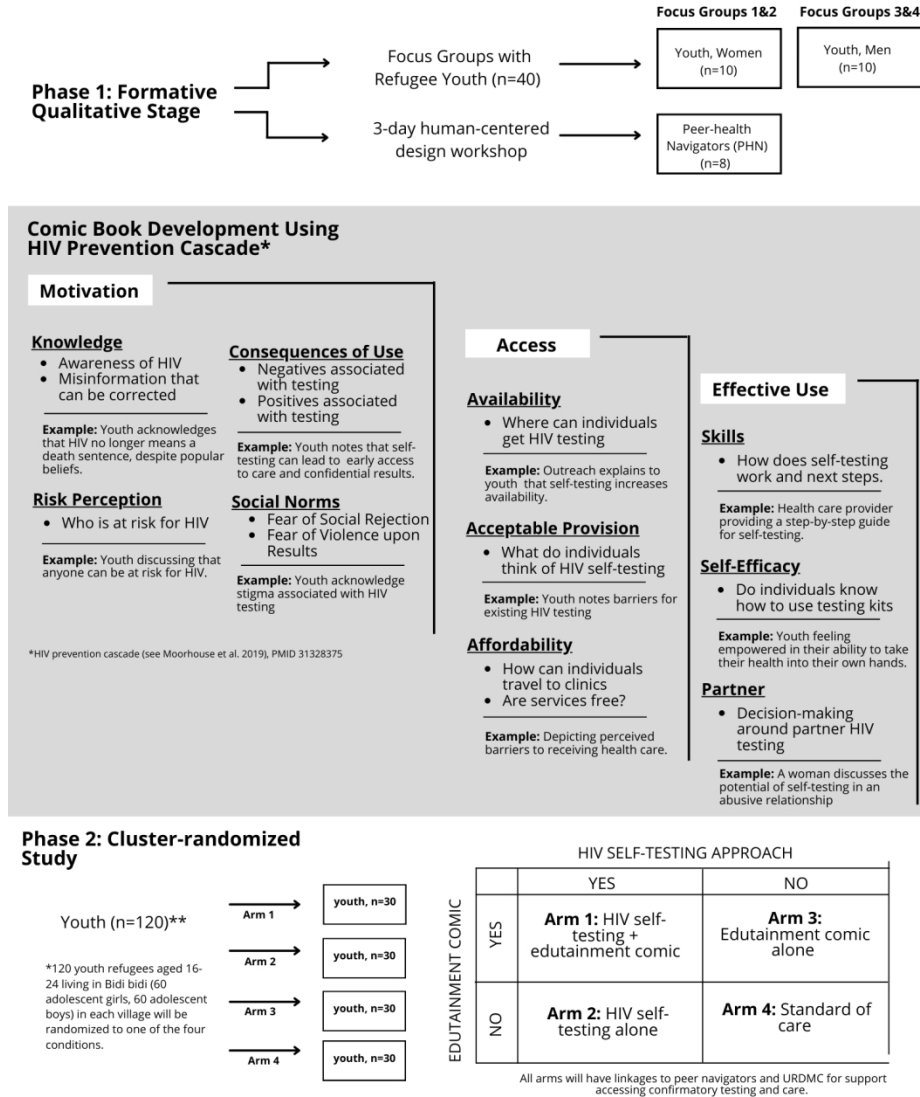 Focus Groups 1&2
Focus Groups 3&4
Phase 1: Formative
Qualitative Stage
Focus Groups with
Refugee Youth (n=40)
Youth, Women
(n=10)
Youth, Men
(n=10)
3-day human-centered
design workshop
Peer-health
Navigators (PHN)
(n=8)
Comic Book Development Using
HIV Prevention Cascade*
Motivation
Knowledge
• Awareness of HIV
• Misinformation that
can be corrected
Example: Youth acknowledges
that HIV no longer means a
death sentence, despite popular
beliefs.
Risk Perception
• Who is at risk for HIV
Example: Youth discussing that
anyone can be at risk for HIV.
Consequences of Use
• Negatives associated
with testing
• Positives associated
with testing
Example: Youth notes that self-
testing can lead to early access
to care and confidential results.
Social Norms
• Fear of Social Rejection
• Fear of Violence upon
Results
Example: Youth acknowledge
stigma associated with HIV
testing
*HIV prevention cascade (see Moorhouse et al. 2019), PMID 31328375
Access
Availability
• Where can individuals
get HIV testing
Example: Outreach explains to
youth that self-testing increases
availability.
Acceptable Provision
• What do individuals
think of HIV self-testing
Example: Youth notes barriers for
existing HIV testing
Affordability
• How can individuals
travel to clinics
• Are services free?
Example: Depicting perceived
barriers to receiving health care.
Effective Use
Skills
• How does self-testing
work and next steps.
Example: Health care provider
providing a step-by-step guide
for self-testing.
Self-Efficacy
• Do individuals know
how to use testing kits
Example: Youth feeling
empowered in their ability to take
their health into their own hands.
Partner
• Decision-making
around partner HIV
testing
Example: A woman discusses the
potential of self-testing in an
abusive relationship
Phase 2: Cluster-randomized
Study
Youth (n=120)**
*120 youth refugees aged 16-
24 living in Bidi bidi (60
adolescent girls, 60 adolescent
boys) in each village will be
randomized to one of the four
conditions.
Arm 1
youth, n=30
Arm 2
youth, n=30
Arm 3
youth, n=30
Arm 4
youth, n=30
HIV SELF-TESTING APPROACH
YES
NO
EDUTAINMENT COMIC
YES
Arm 1: HIV self-
testing +
edutainment comic
Arm 3:
Edutainment comic
alone
NO
Arm 2: HIV self-
testing alone
Arm 4: Standard of
care
All arms will have linkages to peer navigators and URDMC for support
accessing confirmatory testing and care.